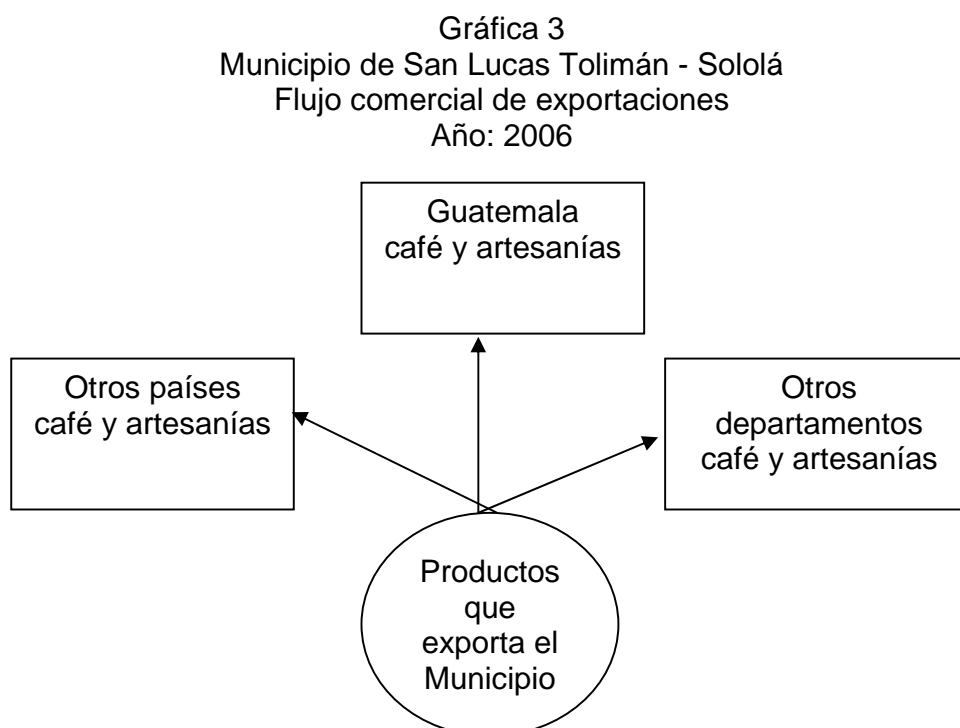 Gráfica 3
Municipio de San Lucas Tolimán - Sololá
Flujo comercial de exportaciones
Año: 2006
Guatemala
café y artesanías
Otros países
café y artesanías
Otros
departamentos
café y artesanías
Productos
que
exporta el
Municipio